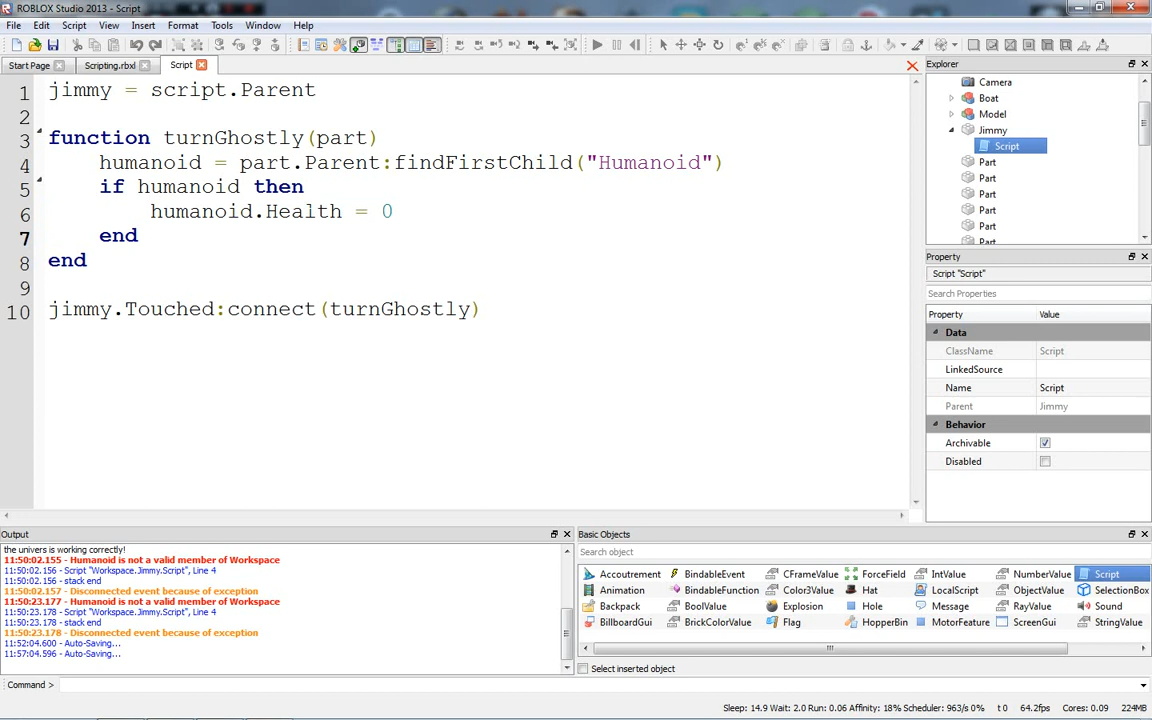 ROBLOX Studio 2013 - Script
File Edit Script View Insert Format Tools Window Help
Start Page Scripting.rbxl Script
1 jimmy = script.Parent
2
3 function turnGhostly(part)
4 humanoid = part.Parent:findFirstChild("Humanoid")
5 if humanoid then
6 humanoid.Health = 0
7 end
8 end
9
10 jimmy.Touched:connect(turnGhostly)
Explorer
Camera
Boat
Model
Jimmy
Script
Part
Part
Part
Part
Part
Part
Property
Script "Script"
Search Properties
Property Value
Data
ClassName Script
LinkedSource
Name Script
Parent Jimmy
Behavior
Archivable
Disabled
Output
the univers is working correctly!
11:50:02.155 - Humanoid is not a valid member of Workspace
11:50:02.156 - Script "Workspace.Jimmy.Script", Line 4
11:50:02.156 - stack end
11:50:02.157 - Disconnected event because of exception
11:50:23.177 - Humanoid is not a valid member of Workspace
11:50:23.178 - Script "Workspace.Jimmy.Script", Line 4
11:50:23.178 - stack end
11:50:23.178 - Disconnected event because of exception
11:52:04.600 - Auto-Saving...
11:57:04.596 - Auto-Saving...
Basic Objects
Search object
Accoutrement BindableEvent CFrameValue ForceField IntValue NumberValue Script
Animation BindableFunction Color3Value Hat LocalScript ObjectValue SelectionBox
Backpack BoolValue Explosion Hole Message RayValue Sound
BillboardGui BrickColorValue Flag HopperBin MotorFeature ScreenGui StringValue
Select inserted object
Command >
Sleep: 14.9 Wait: 2.0 Run: 0.06 Affinity: 18% Scheduler: 963/s 0% t 0 64.2fps Cores: 0.09 224MB